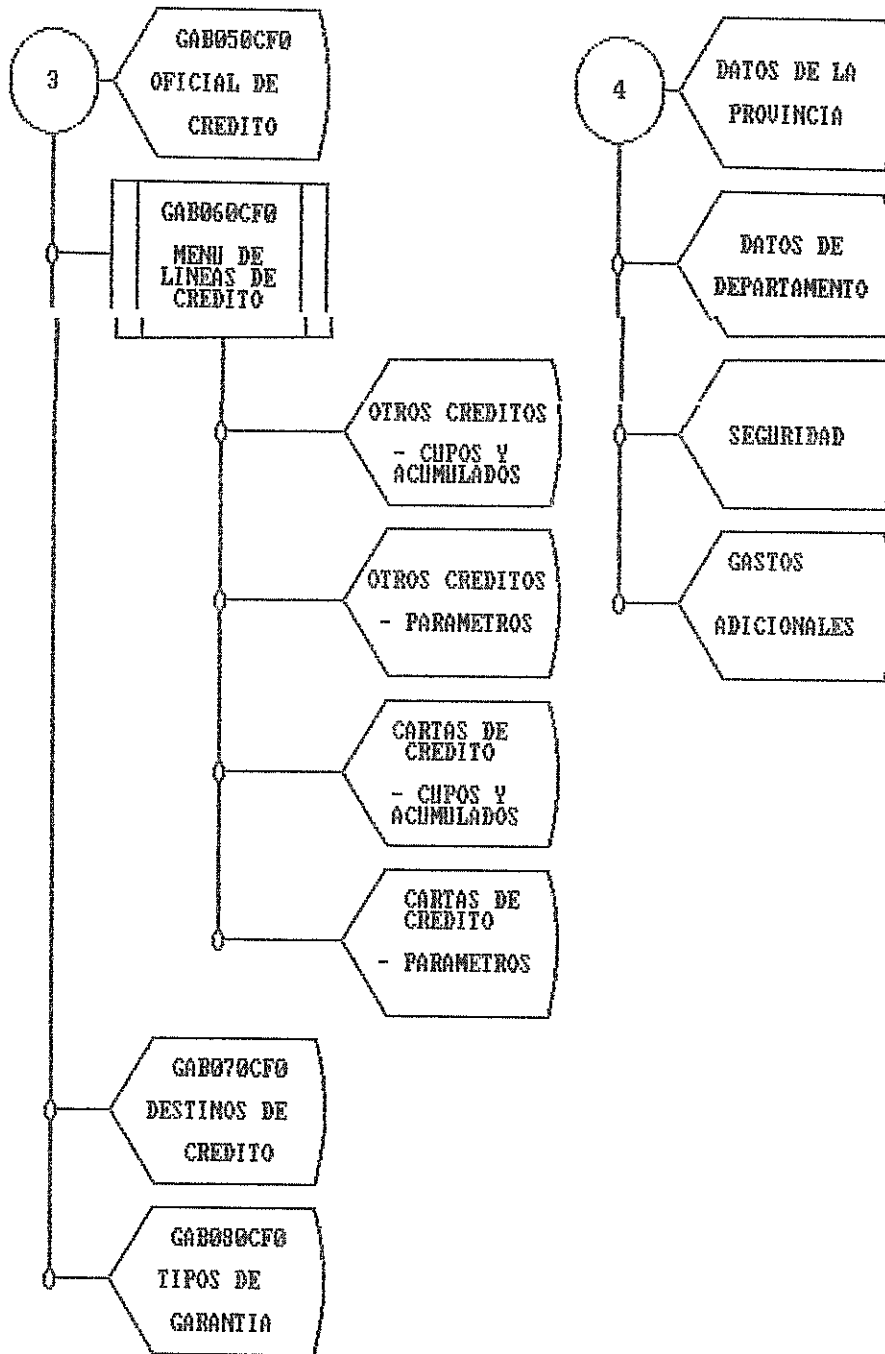 3
GAB050CF0
OFICIAL DE
CREDITO
GAB060CF0
MENU DE
LINEAS DE
CREDITO
OTROS CREDITOS
- CUPOS Y
ACUMULADOS
OTROS CREDITOS
- PARAMETROS
CARTAS DE
CREDITO
- CUPOS Y
ACUMULADOS
CARTAS DE
CREDITO
- PARAMETROS
GAB070CF0
DESTINOS DE
CREDITO
GAB080CF0
TIPOS DE
GARANTIA
4
DATOS DE LA
PROVINCIA
DATOS DE
DEPARTAMENTO
SEGURIDAD
GASTOS
ADICIONALES